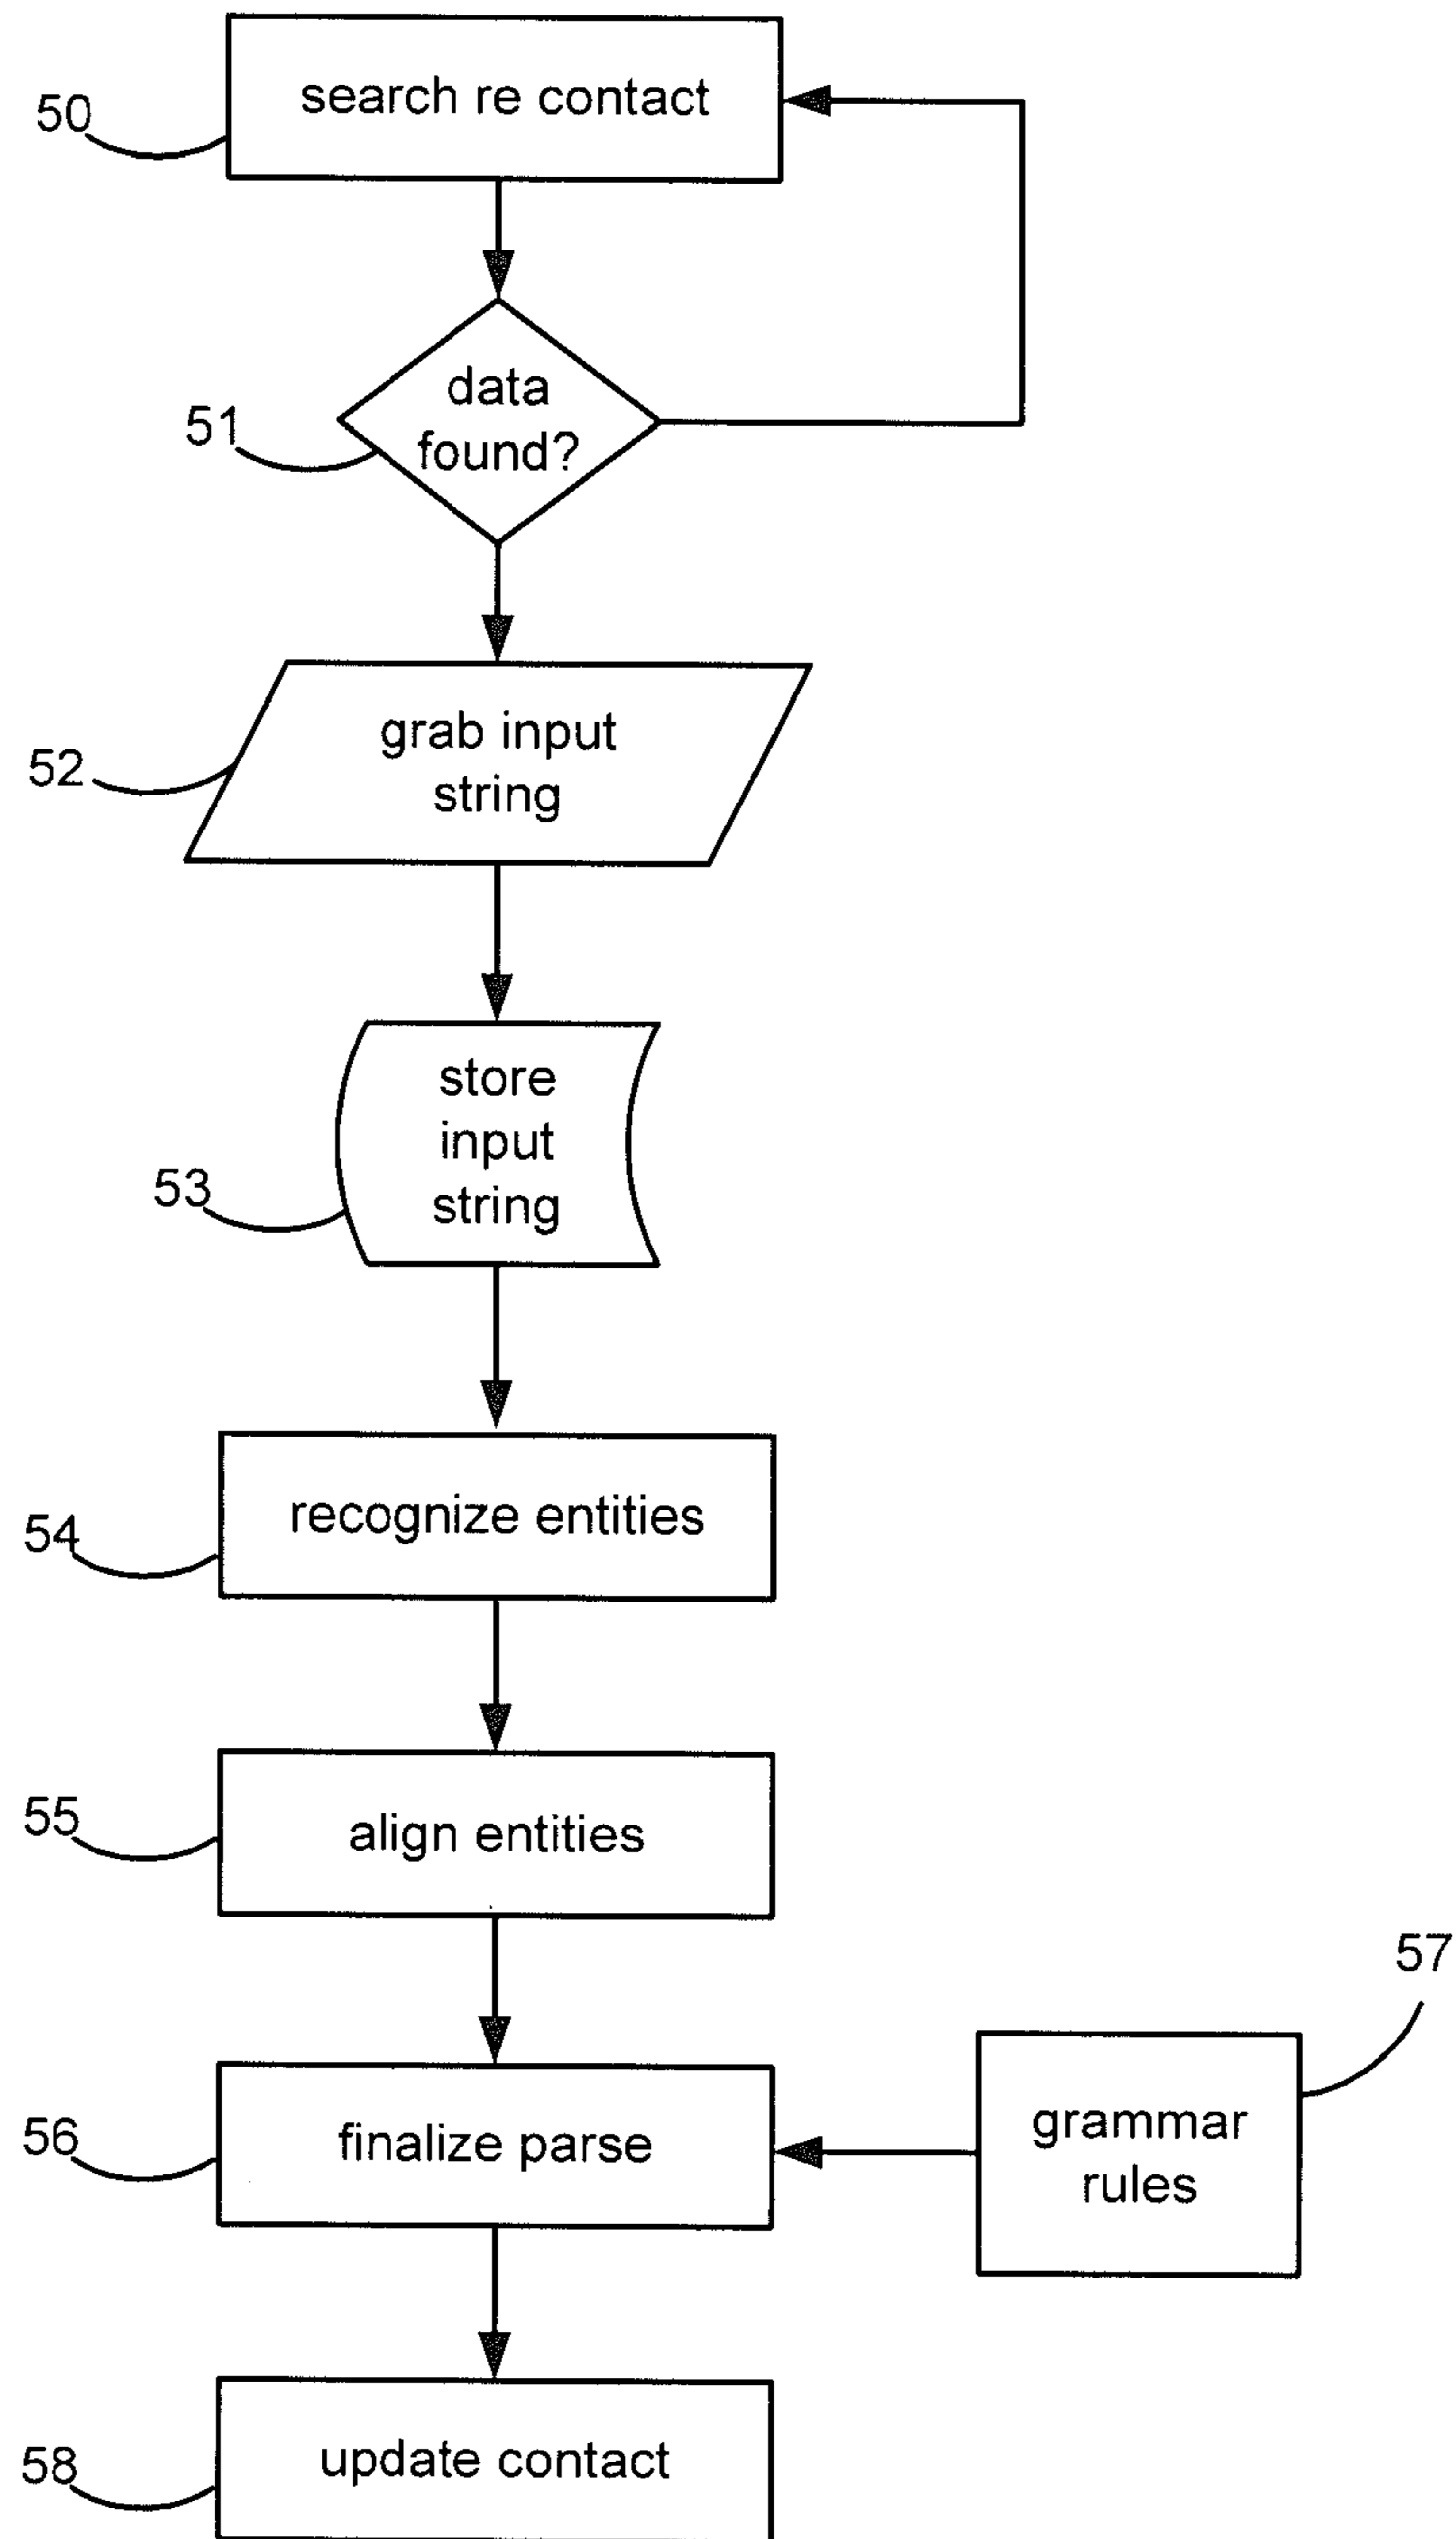 search re contact
50
data
found?
51
grab input
string
52
store
input
string
53
recognize entities
54
align entities
55
57
finalize parse
56
grammar
rules
update contact
58